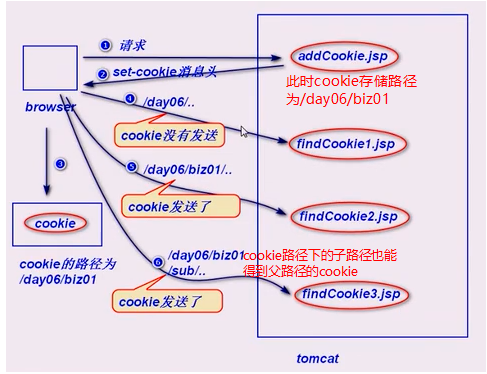 ① 请求
addCookie.jsp
② set-cookie消息头
此时cookie存储路径
为/day06/biz01
browser
④ /day06/..
cookie没有发送
findCookie1.jsp
③
⑤ /day06/biz01/..
cookie发送了
findCookie2.jsp
cookie
cookie的路径为
/day06/biz01
⑥ /day06/biz01
/sub/..
cookie路径下的子路径也能
得到父路径的cookie
cookie发送了
findCookie3.jsp
tomcat